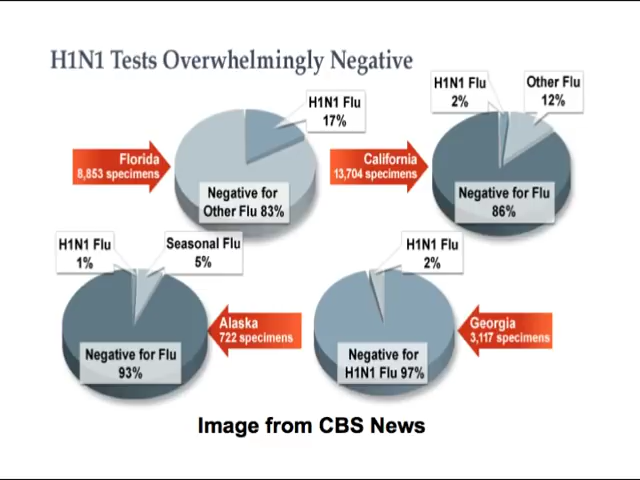 H1N1 Tests Overwhelmingly Negative
H1N1 Flu
17%
Florida
8,853 specimens
Negative for
Other Flu 83%
H1N1 Flu
2%
Other Flu
12%
California
13,704 specimens
Negative for Flu
86%
H1N1 Flu
1%
Seasonal Flu
5%
Alaska
722 specimens
Negative for Flu
93%
H1N1 Flu
2%
Georgia
3,117 specimens
Negative for
H1N1 Flu 97%
Image from CBS News